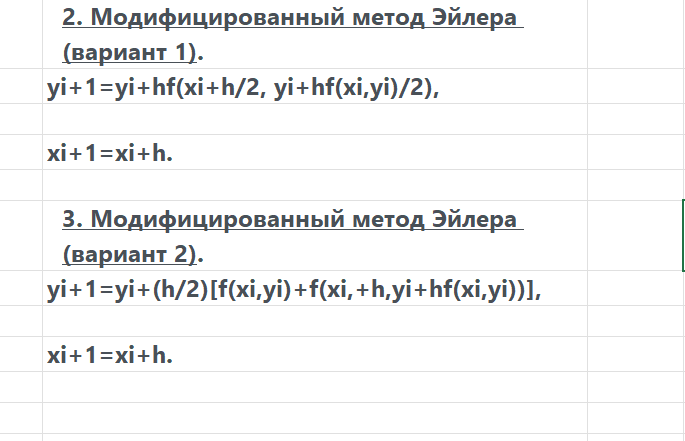 2. Модифицированный метод Эйлера
(вариант 1).
yi+1=yi+hf(xi+h/2, yi+hf(xi,yi)/2),
xi+1=xi+h.
3. Модифицированный метод Эйлера
(вариант 2).
yi+1=yi+(h/2)[f(xi,yi)+f(xi,+h,yi+hf(xi,yi))],
xi+1=xi+h.